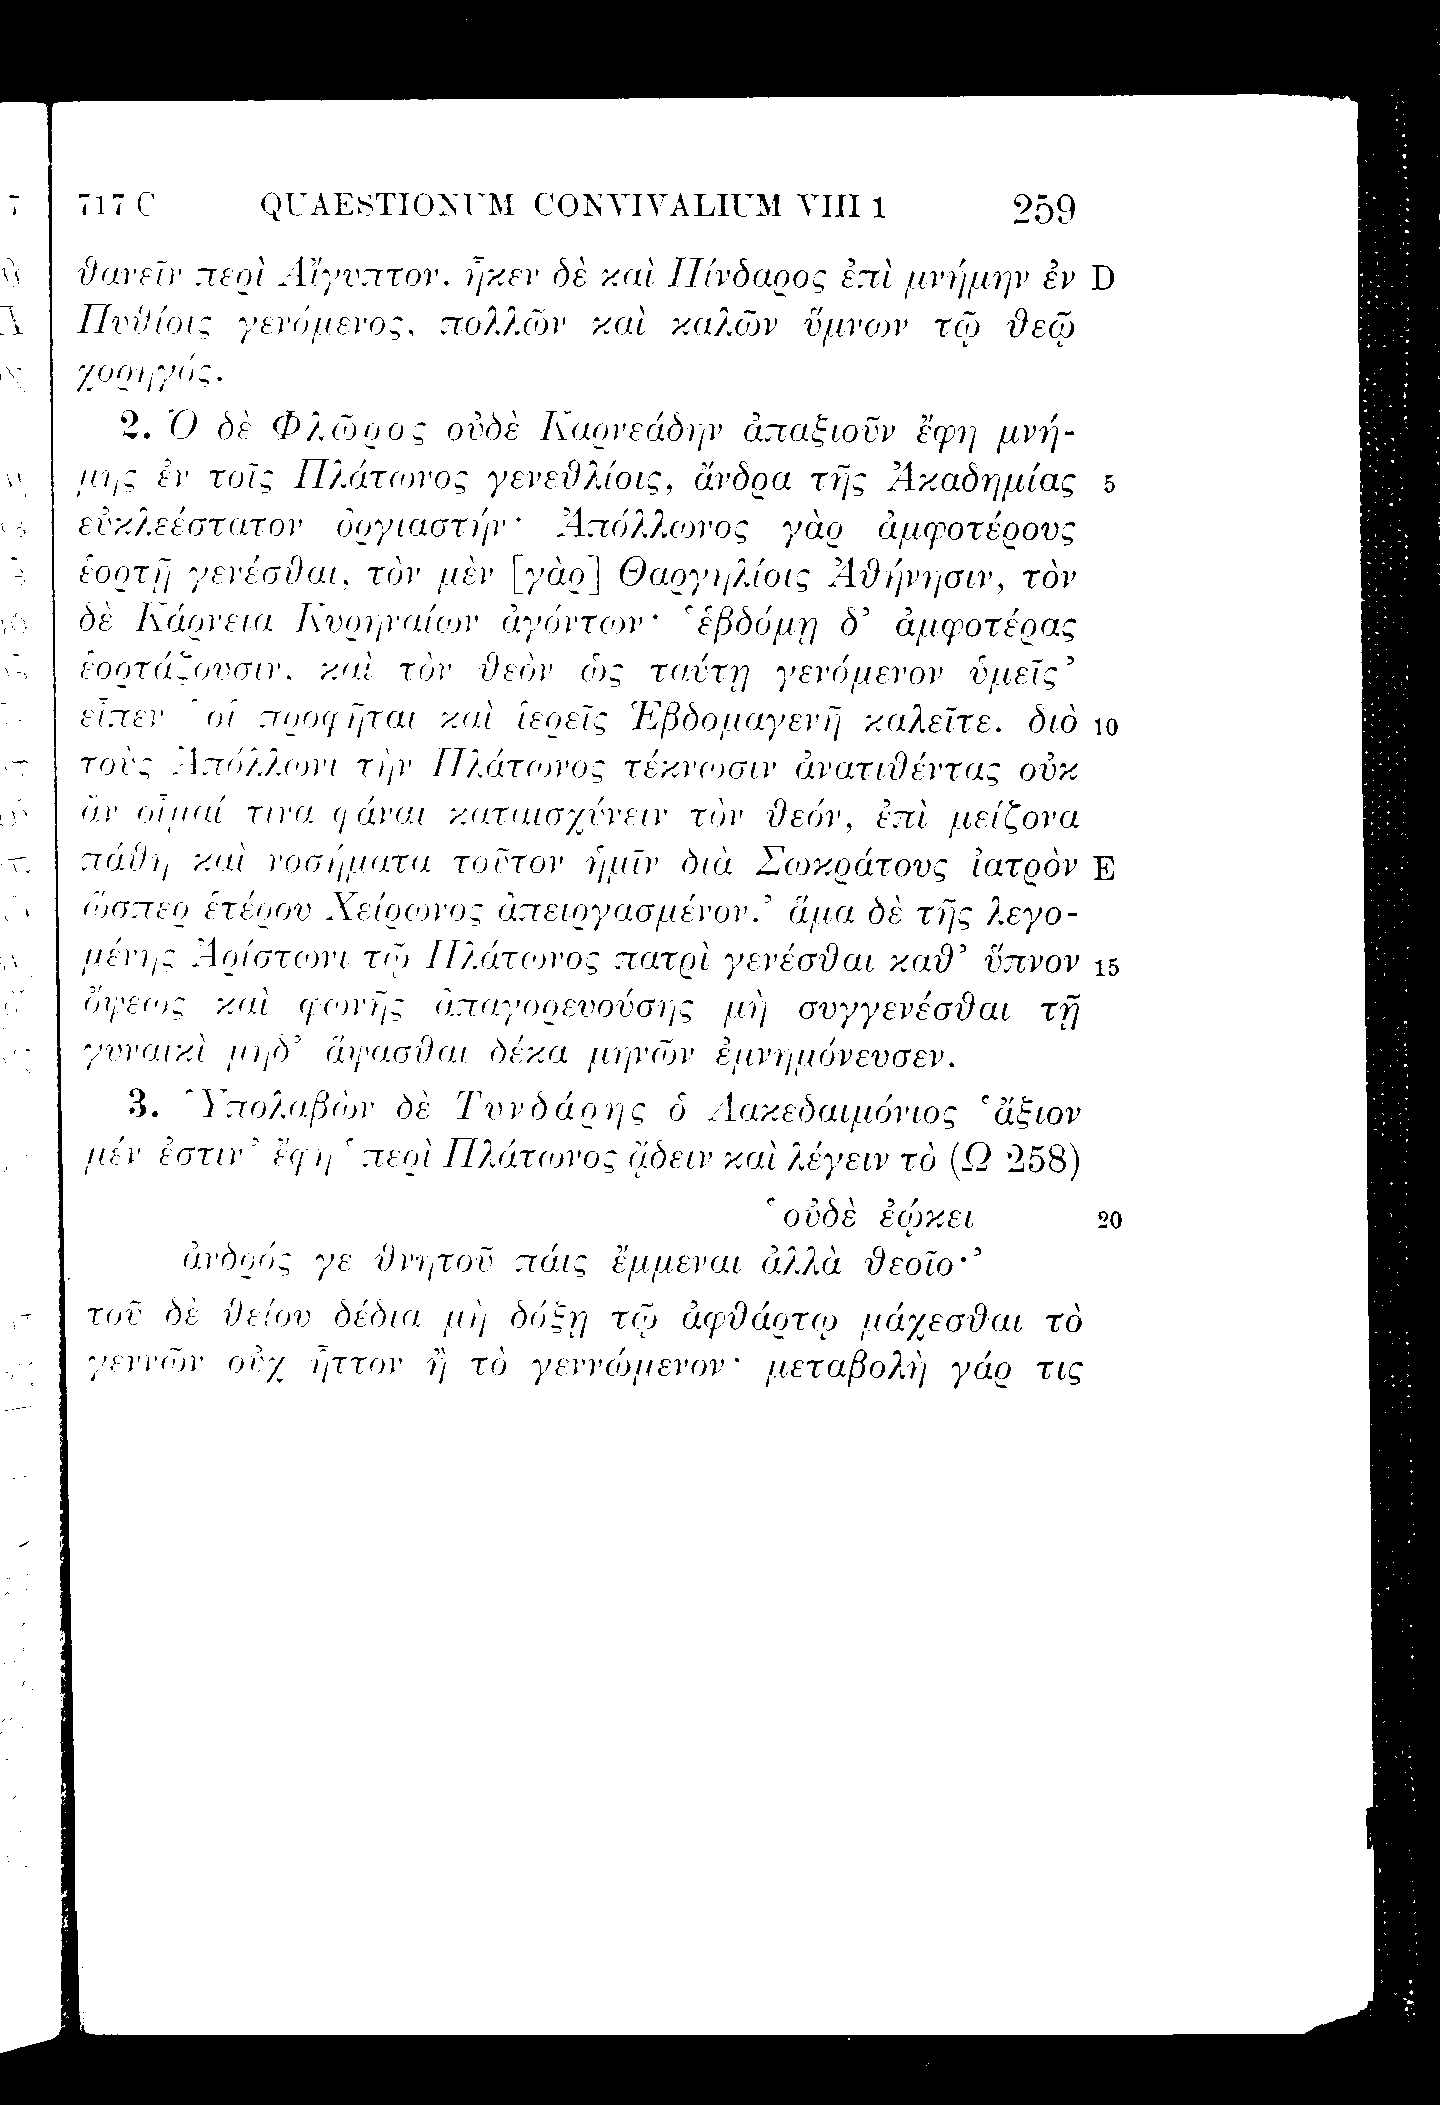 717 C QUAESTIONUM CONVIVALIUM VIII 1 259
θανεῖν περὶ Αἴγυπτον. ἧκεν δὲ καὶ Πίνδαρος ἐπὶ μνήμην ἐν D
Πυθίοις γενόμενος, πολλῶν καὶ καλῶν ὕμνων τῷ θεῷ
χορηγός.
2. Ὁ δὲ Φλῶρος οὐδὲ Καρνεάδην ἀπαξιοῦν ἔφη μνή-
μης ἐν τοῖς Πλάτωνος γενεθλίοις, ἄνδρα τῆς Ἀκαδημίας 5
εὐκλεέστατον ὀργιαστήν· Ἀπόλλωνος γὰρ ἀμφοτέρους
ἑορτῇ γενέσθαι, τὸν μὲν [γὰρ] Θαργηλίοις Ἀθήνησιν, τὸν
δὲ Κάρνεια Κυρηναίων ἀγόντων· ‘ἑβδόμῃ δ’ ἀμφοτέρας
ἑορτάζουσιν. καὶ τὸν θεὸν ὡς ταύτῃ γενόμενον ὑμεῖς’
εἶπεν ‘οἱ προφῆται καὶ ἱερεῖς Ἑβδομαγενῆ καλεῖτε. διὸ 10
τοὺς Ἀπόλλωνι τὴν Πλάτωνος τέκνωσιν ἀνατιθέντας οὐκ
ἂν οἶμαί τινα φάναι καταισχύνειν τὸν θεόν, ἐπὶ μείζονα
πάθη καὶ νοσήματα τοῦτον ἡμῖν διὰ Σωκράτους ἰατρὸν E
ὥσπερ ἑτέρου Χείρωνος ἀπειργασμένον.’ ἅμα δὲ τῆς λεγο-
μένης Ἀρίστωνι τῷ Πλάτωνος πατρὶ γενέσθαι καθ’ ὕπνον 15
ὄψεως καὶ φωνῆς ἀπαγορευούσης μὴ συγγενέσθαι τῇ
γυναικὶ μηδ’ ἅψασθαι δέκα μηνῶν ἐμνημόνευσεν.
3. Ὑπολαβὼν δὲ Τυνδάρης ὁ Λακεδαιμόνιος ‘ἄξιον
μέν ἐστιν’ ἔφη ‘περὶ Πλάτωνος ᾄδειν καὶ λέγειν τὸ (Ω 258)
‘οὐδὲ ἐῴκει 20
ἀνδρός γε θνητοῦ πάις ἔμμεναι ἀλλὰ θεοῖο·’
τοῦ δὲ θείου δέδια μὴ δόξῃ τῷ ἀφθάρτῳ μάχεσθαι τὸ
γεννῶν οὐχ ἧττον ἢ τὸ γεννώμενον· μεταβολὴ γάρ τις